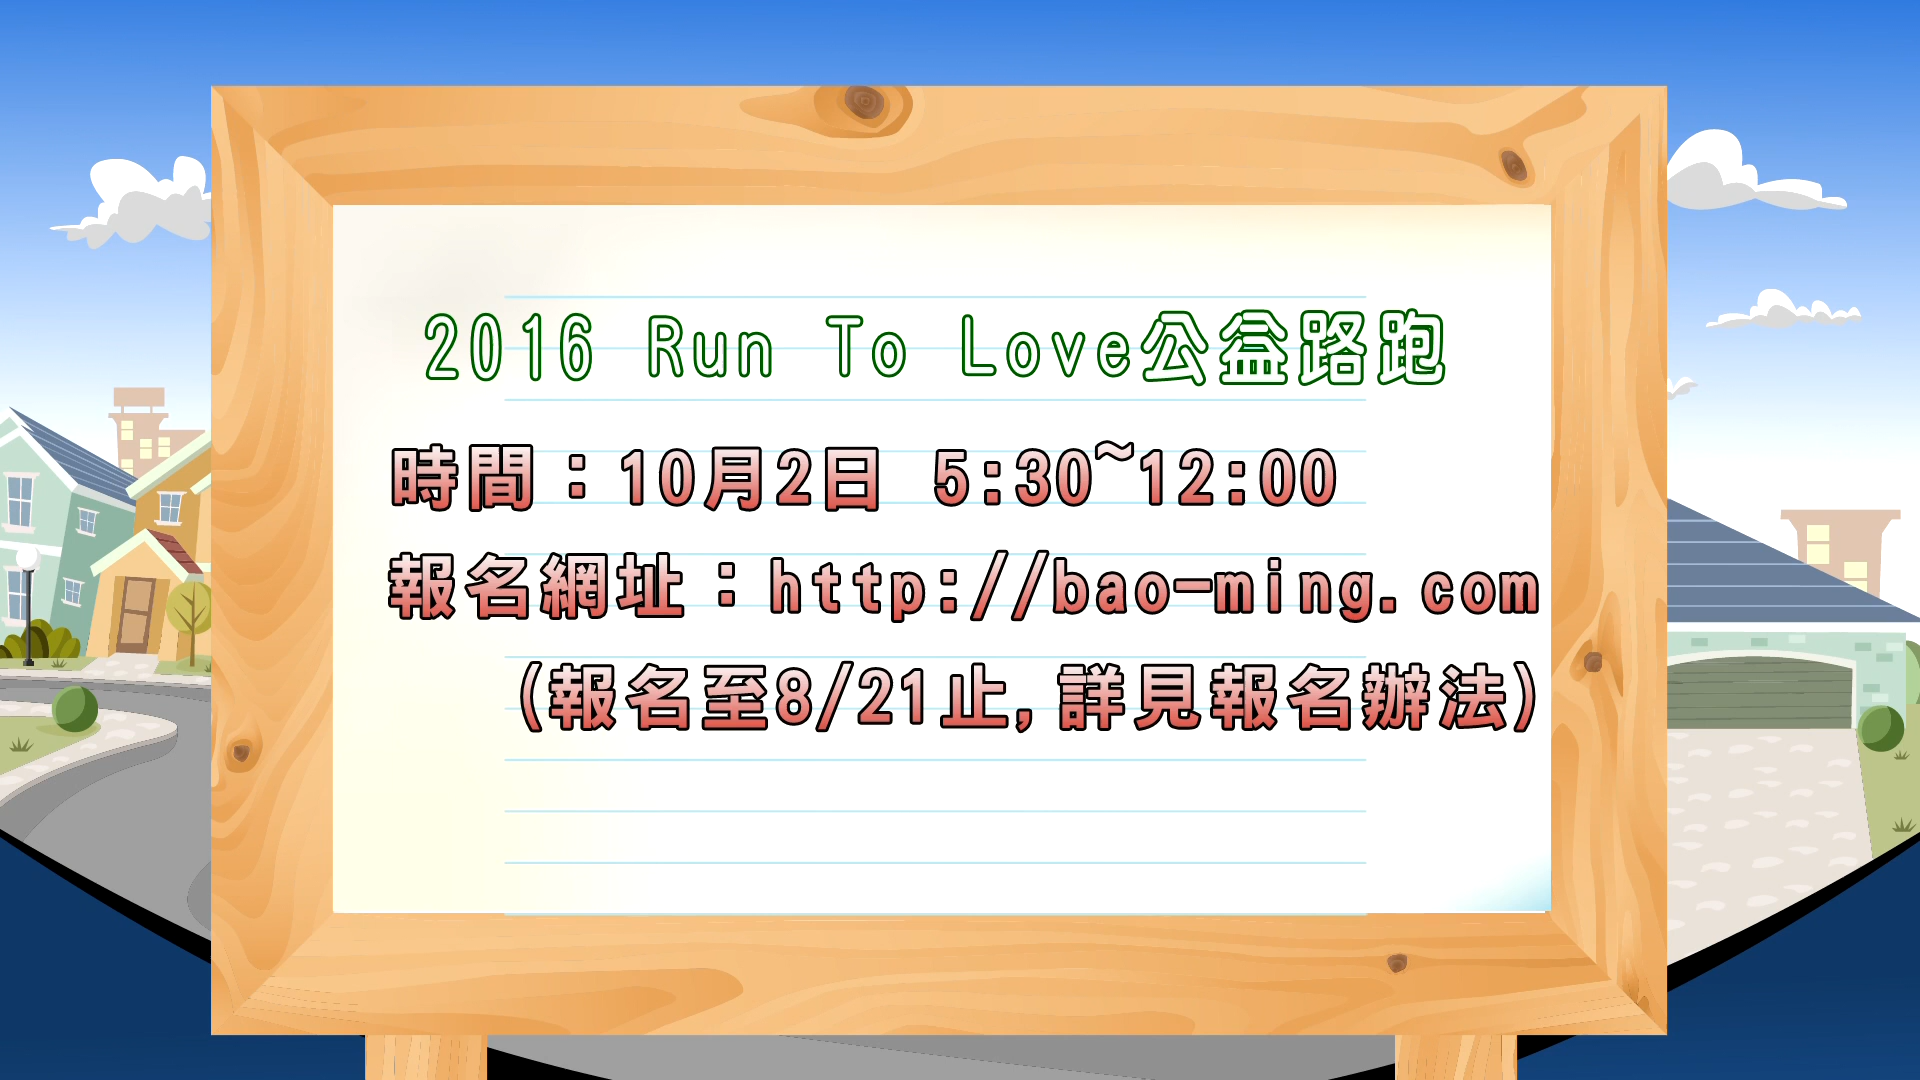 2016 Run To Love公益路跑
時間：10月2日 5:30~12:00
報名網址：http://bao-ming.com
(報名至8/21止,詳見報名辦法)